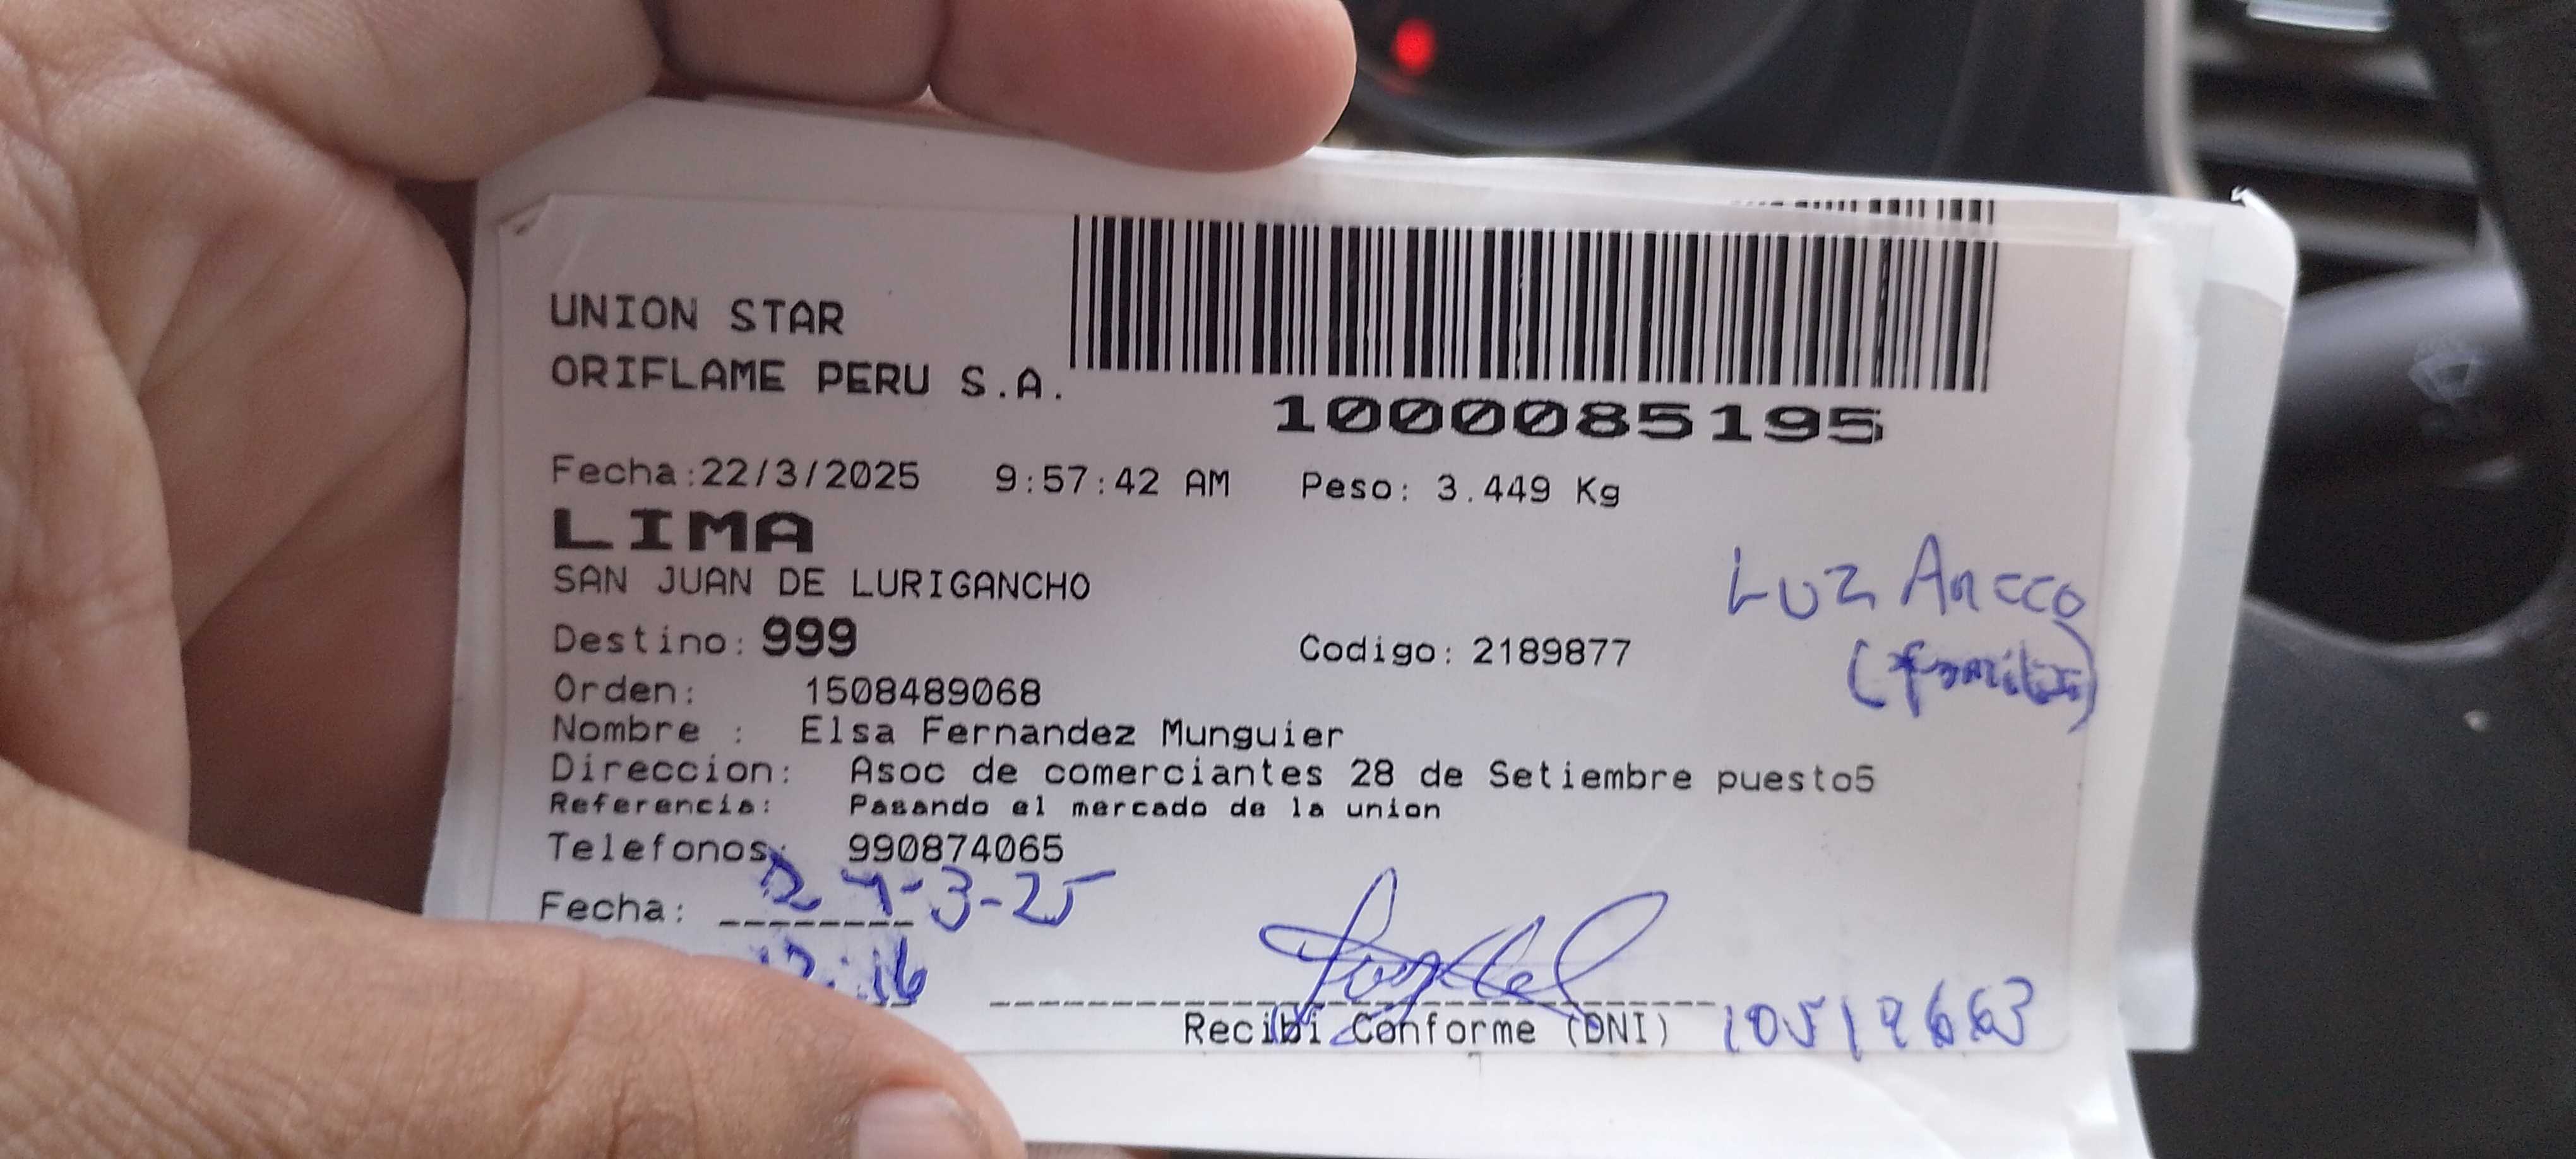 UNION STAR
ORIFLAME PERU S.A.
1000085195
Fecha:22/3/2025 9:57:42 AM Peso: 3.449 Kg
LIMA
SAN JUAN DE LURIGANCHO
Luz Ancco
Destino: 999 Codigo: 2189877
Orden: 1508489068
Nombre : Elsa Fernandez Munguier
Direccion: Asoc de comerciantes 28 de Setiembre puesto5
Referencia: Pasando el mercado de la union
Telefonos: 990874065
Fecha: 24-3-25
12:16
Recibi Conforme (DNI) 10519663